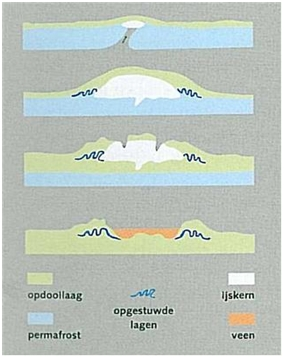 opdooilaag
ijskern
opgestuwde
lagen
permafrost
veen